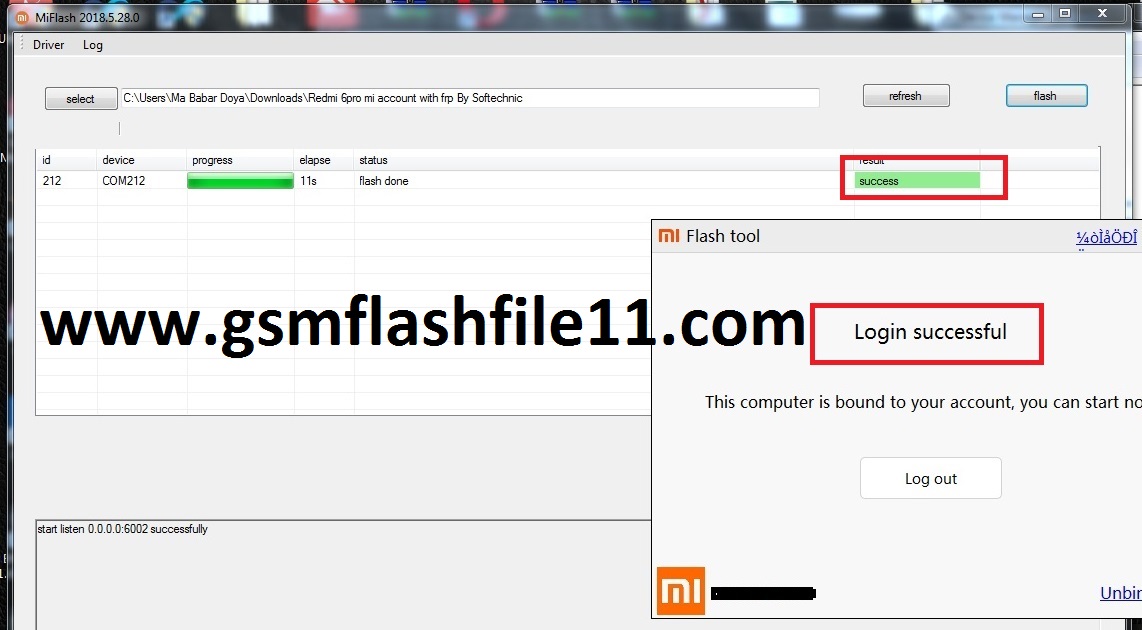 MiFlash 2018.5.28.0
Driver Log
select C:\Users\Ma Babar Doya\Downloads\Redmi 6pro mi account with frp By Softechnic refresh flash
id device progress elapse status result
212 COM212 11s flash done success
mi Flash tool ¼òÌåÖÐÎ
www.gsmflashfile11.com
Login successful
This computer is bound to your account, you can start no
Log out
start listen 0.0.0.0:6002 successfully
mi
Unbin